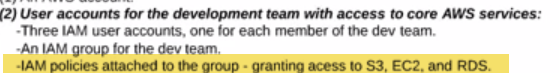 (2) User accounts for the development team with access to core AWS services:
-Three IAM user accounts, one for each member of the dev team.
-An IAM group for the dev team.
-IAM policies attached to the group - granting acess to S3, EC2, and RDS.